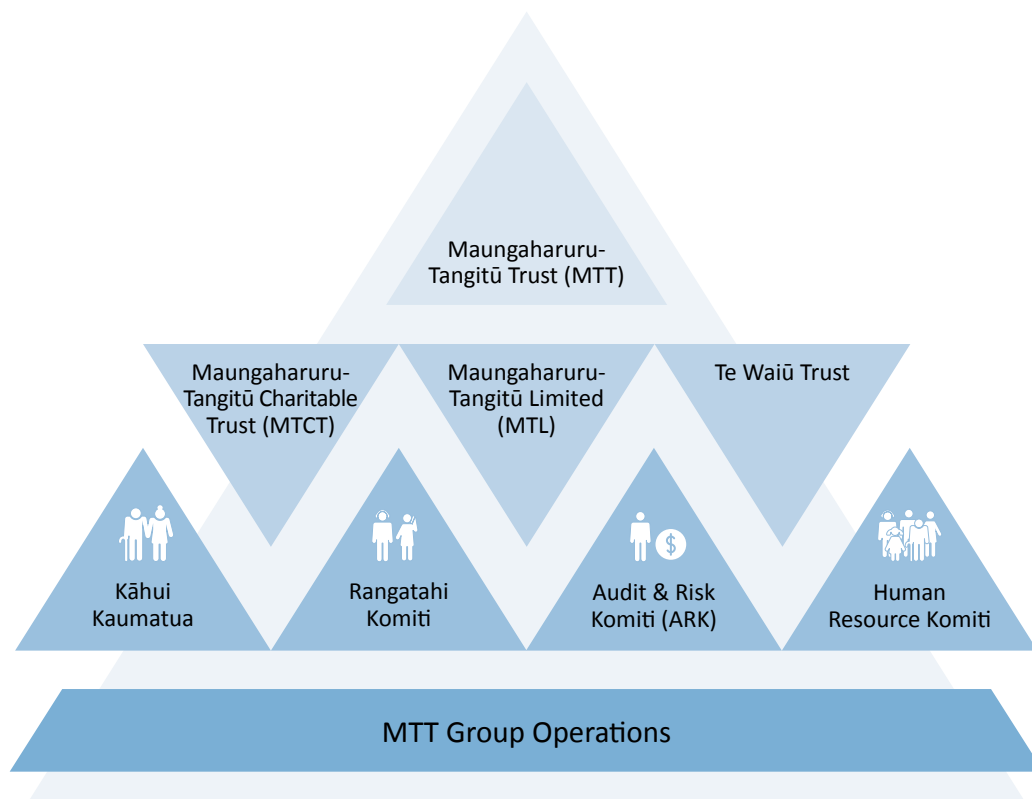 Maungaharuru-
Tangitū Trust (MTT)
Maungaharuru-
Tangitū Charitable
Trust (MTCT)
Maungaharuru-
Tangitū Limited
(MTL)
Te Waiū Trust
Kāhui
Kaumatua
Rangatahi
Komiti
$
Audit & Risk
Komiti (ARK)
Human
Resource Komiti
MTT Group Operations